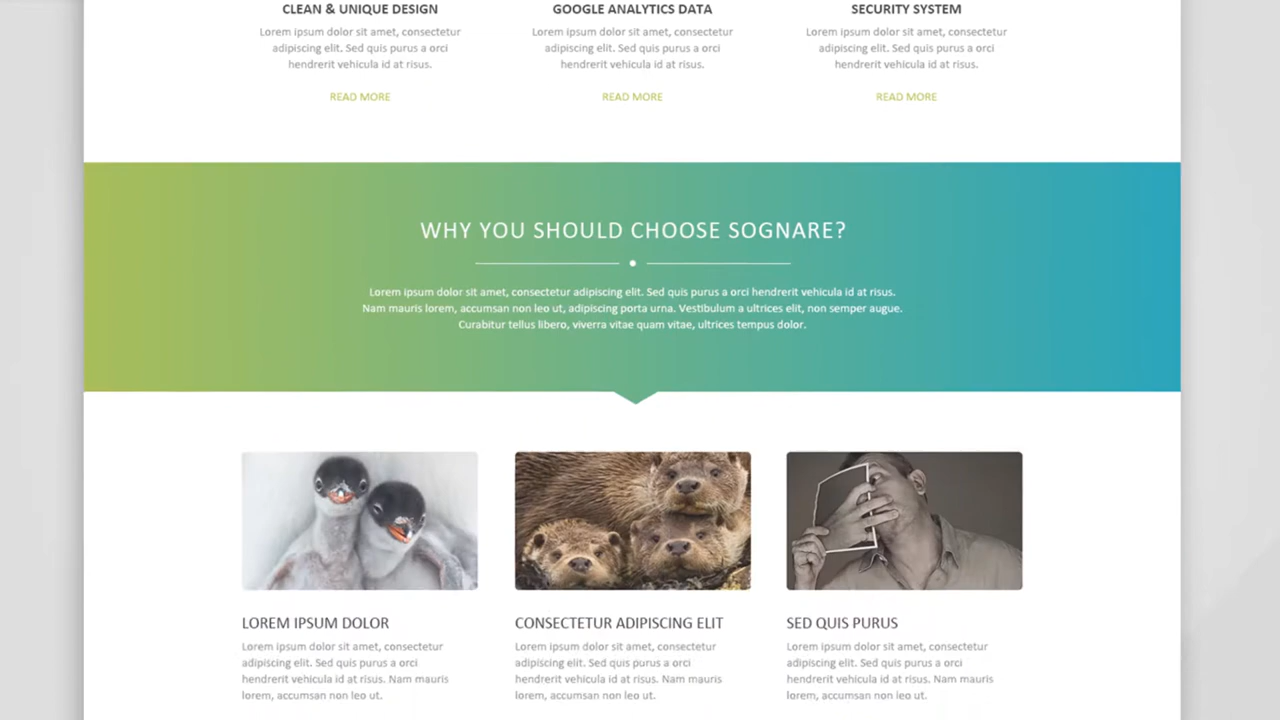 CLEAN & UNIQUE DESIGN
Lorem ipsum dolor sit amet, consectetur
adipiscing elit. Sed quis purus a orci
hendrerit vehicula id at risus.
READ MORE
GOOGLE ANALYTICS DATA
Lorem ipsum dolor sit amet, consectetur
adipiscing elit. Sed quis purus a orci
hendrerit vehicula id at risus.
READ MORE
SECURITY SYSTEM
Lorem ipsum dolor sit amet, consectetur
adipiscing elit. Sed quis purus a orci
hendrerit vehicula id at risus.
READ MORE
WHY YOU SHOULD CHOOSE SOGNARE?
Lorem ipsum dolor sit amet, consectetur adipiscing elit. Sed quis purus a orci hendrerit vehicula id at risus.
Nam mauris lorem, accumsan non leo ut, adipiscing porta urna. Vestibulum a ultrices elit, non semper augue.
Curabitur tellus libero, viverra vitae quam vitae, ultrices tempus dolor.
LOREM IPSUM DOLOR
Lorem ipsum dolor sit amet, consectetur
adipiscing elit. Sed quis purus a orci
hendrerit vehicula id at risus. Nam mauris
lorem, accumsan non leo ut.
CONSECTETUR ADIPISCING ELIT
Lorem ipsum dolor sit amet, consectetur
adipiscing elit. Sed quis purus a orci
hendrerit vehicula id at risus. Nam mauris
lorem, accumsan non leo ut.
SED QUIS PURUS
Lorem ipsum dolor sit amet, consectetur
adipiscing elit. Sed quis purus a orci
hendrerit vehicula id at risus. Nam mauris
lorem, accumsan non leo ut.